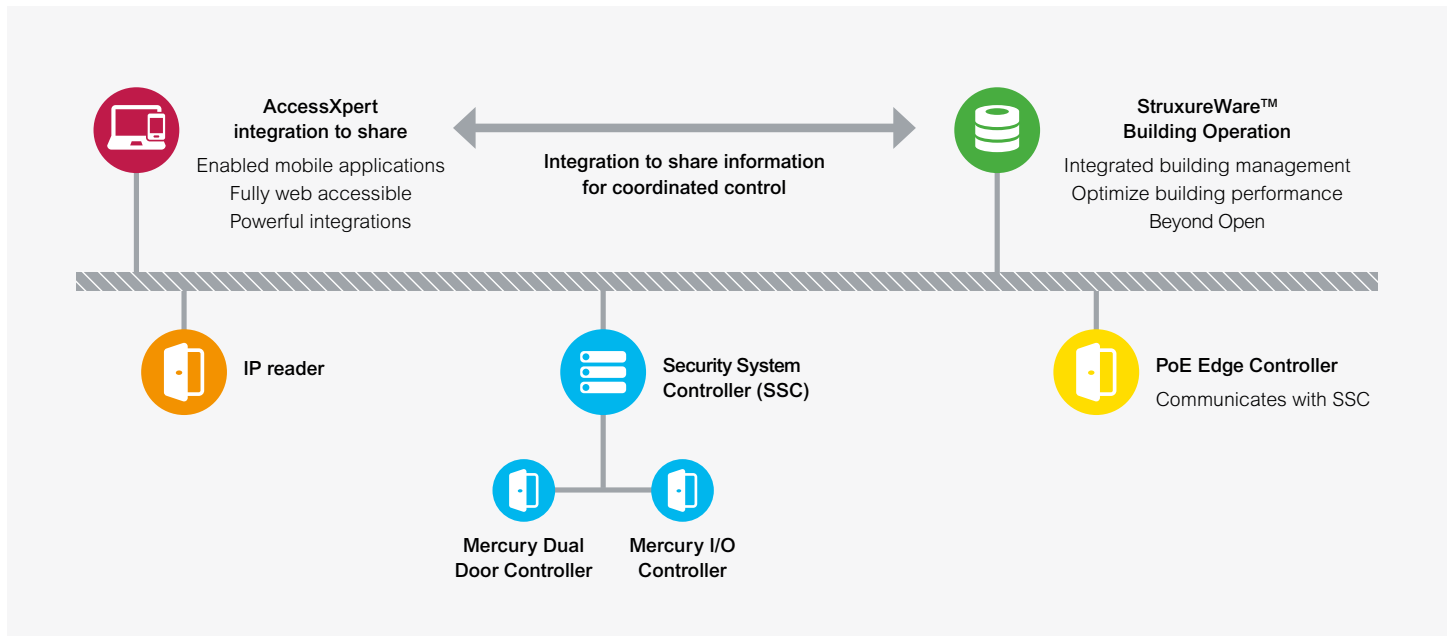 AccessXpert
integration to share
Enabled mobile applications
Fully web accessible
Powerful integrations
Integration to share information
for coordinated control
StruxureWare™
Building Operation
Integrated building management
Optimize building performance
Beyond Open
IP reader
Security System
Controller (SSC)
PoE Edge Controller
Communicates with SSC
Mercury Dual
Door Controller
Mercury I/O
Controller